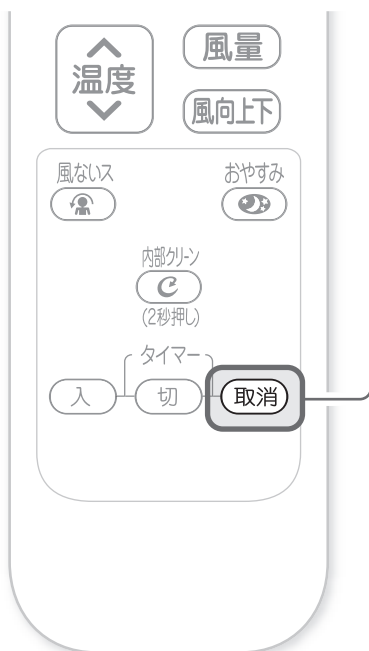 温度
風量
風向上下
風ないス
おやすみ
内部クリーン
(2秒押し)
タイマー
入
切
取消